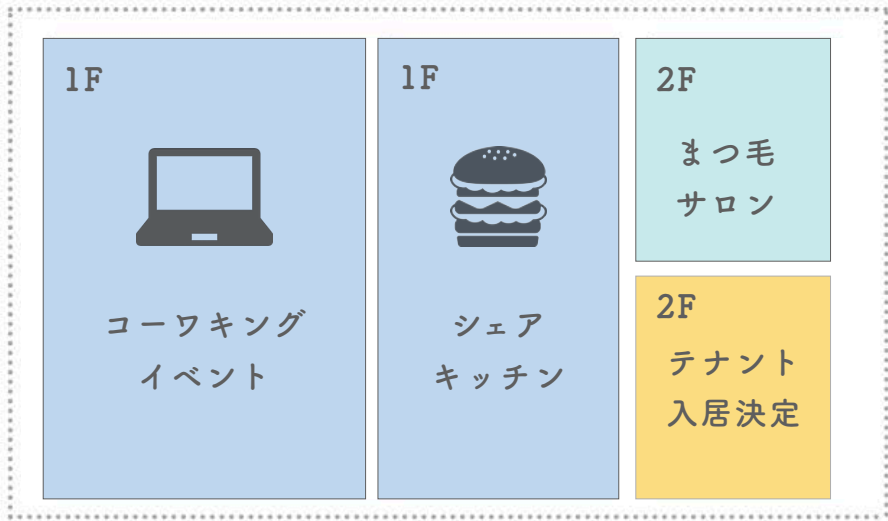 1F
コーワキング
イベント
1F
シェア
キッチン
2F
まつ毛
サロン
2F
テナント
入居決定